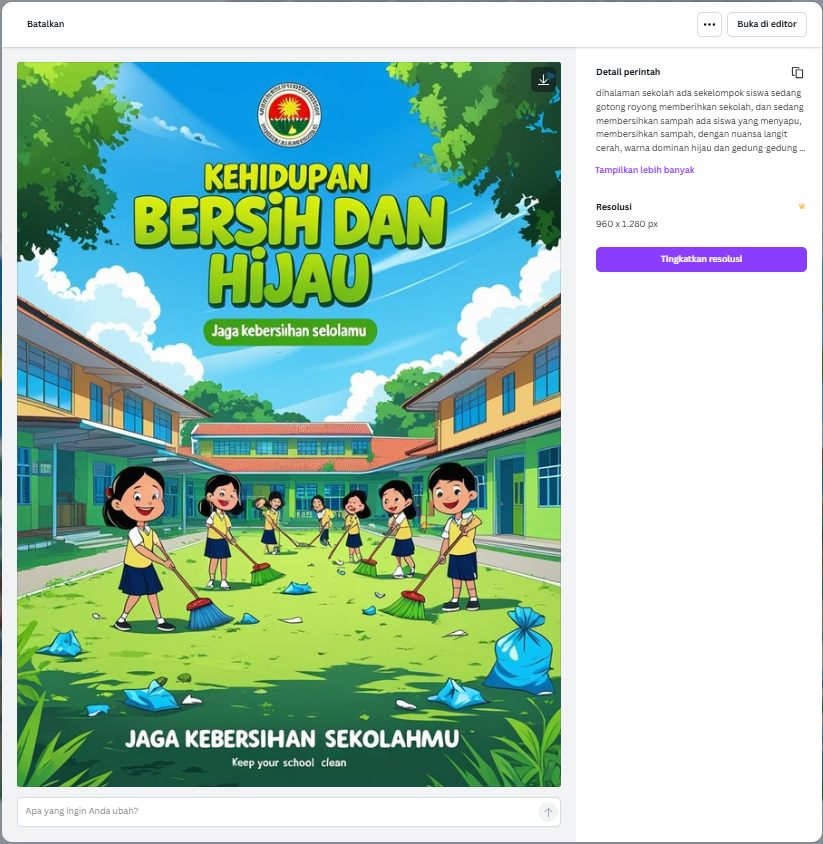 Batalkan
Buka di editor
KEHIDUPAN
BERSiH DAN
HiJAU
Jaga kebersiihan selolamu
JAGA KEBERSIHAN SEKOLAHMU
Keep your school clean
Apa yang ingin Anda ubah?
Detail perintah
dihalaman sekolah ada sekelompok siswa sedang
gotong royong memberihkan sekolah, dan sedang
membersihkan sampah ada siswa yang menyapu,
membersihkan sampah, dengan nuansa langit
cerah, warna dominan hijau dan gedung-gedung ...
Tampilkan lebih banyak
Resolusi
960 x 1.280 px
Tingkatkan resolusi